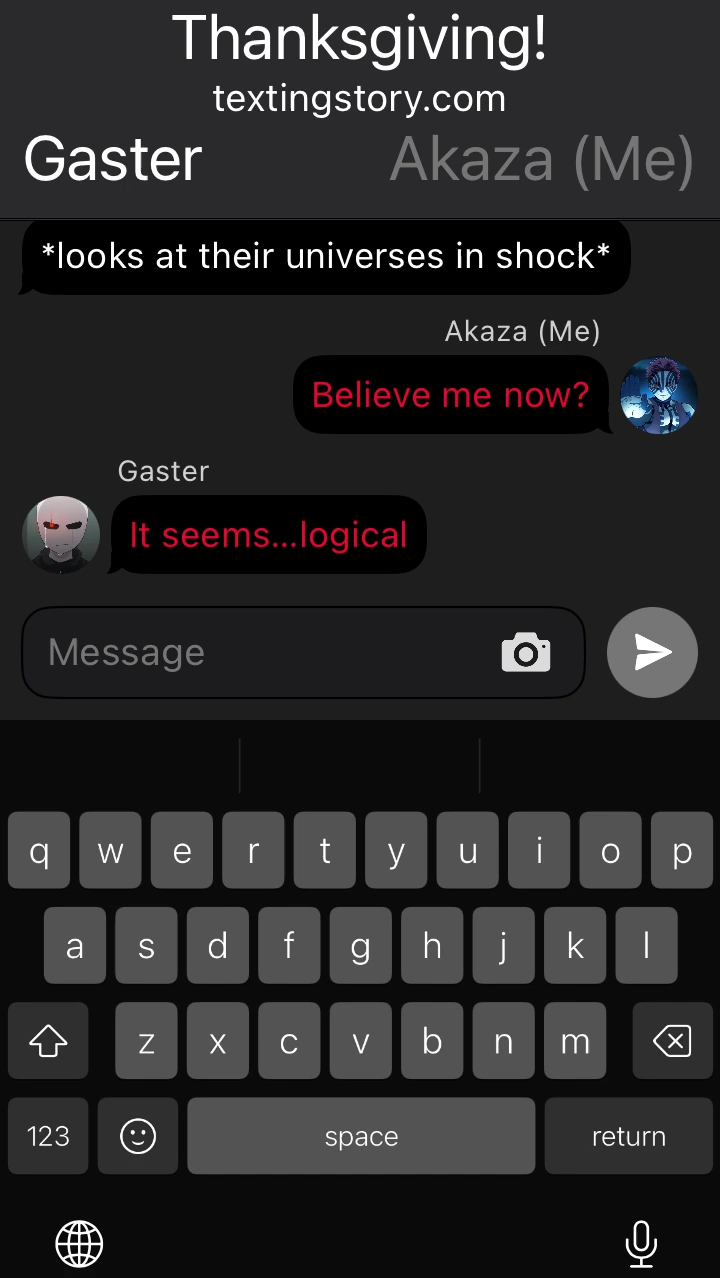 Thanksgiving!
textingstory.com
Gaster Akaza (Me)
*looks at their universes in shock*
Akaza (Me)
Believe me now?
Gaster
It seems...logical
Message
q w e r t y u i o p
a s d f g h j k l
z x c v b n m
123 space return